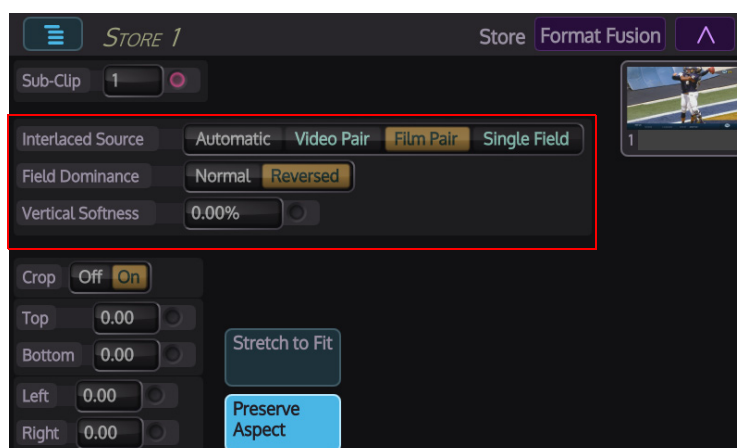 STORE 1 Store Format Fusion
Sub-Clip 1
Interlaced Source Automatic Video Pair Film Pair Single Field
1
Field Dominance Normal Reversed
Vertical Softness 0.00%
Crop Off On
Top 0.00
Bottom 0.00
Stretch to Fit
Left 0.00
Right 0.00
Preserve
Aspect